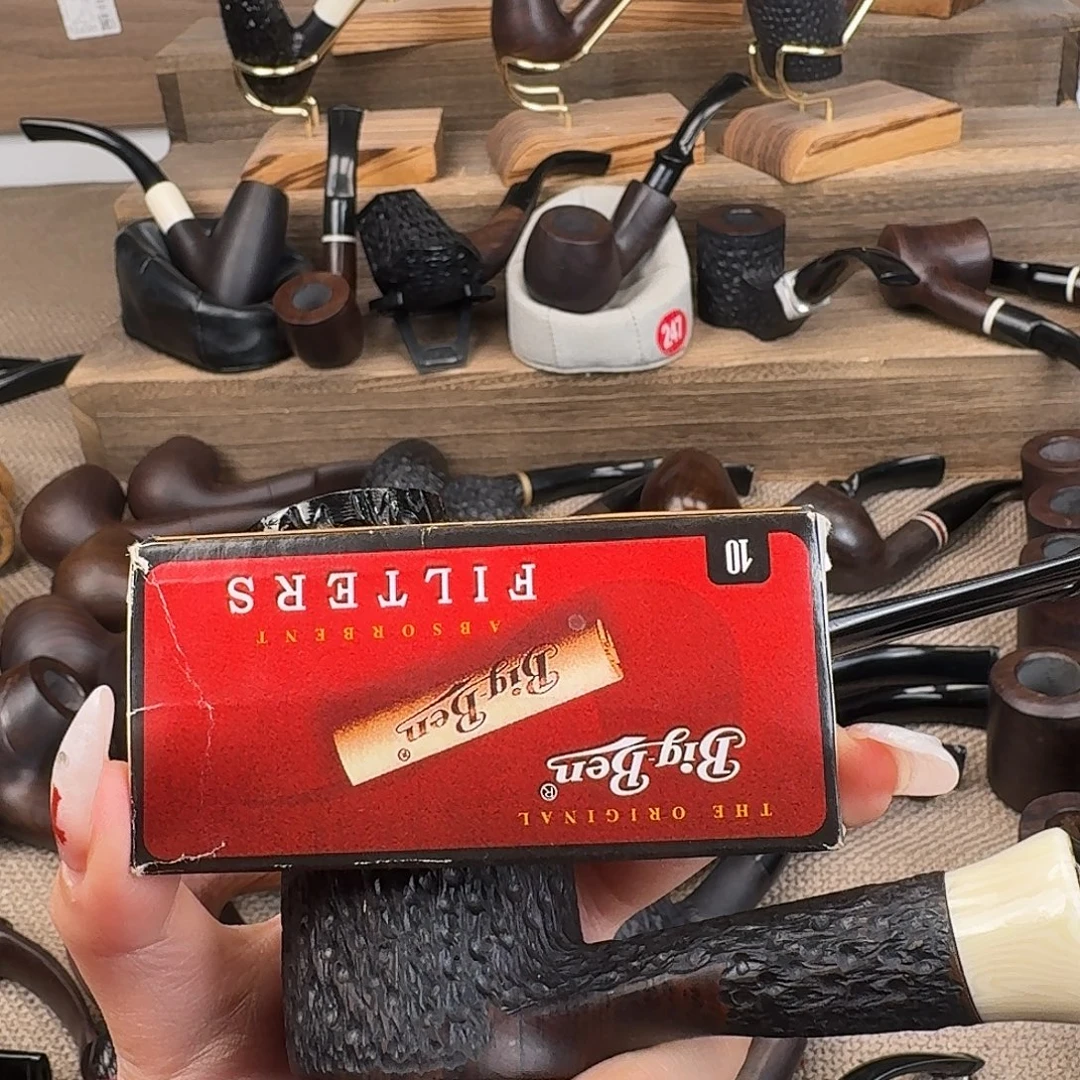 THE ORIGINAL
Big-Ben®
Big-Ben®
ABSORBENT
FILTERS
10
247